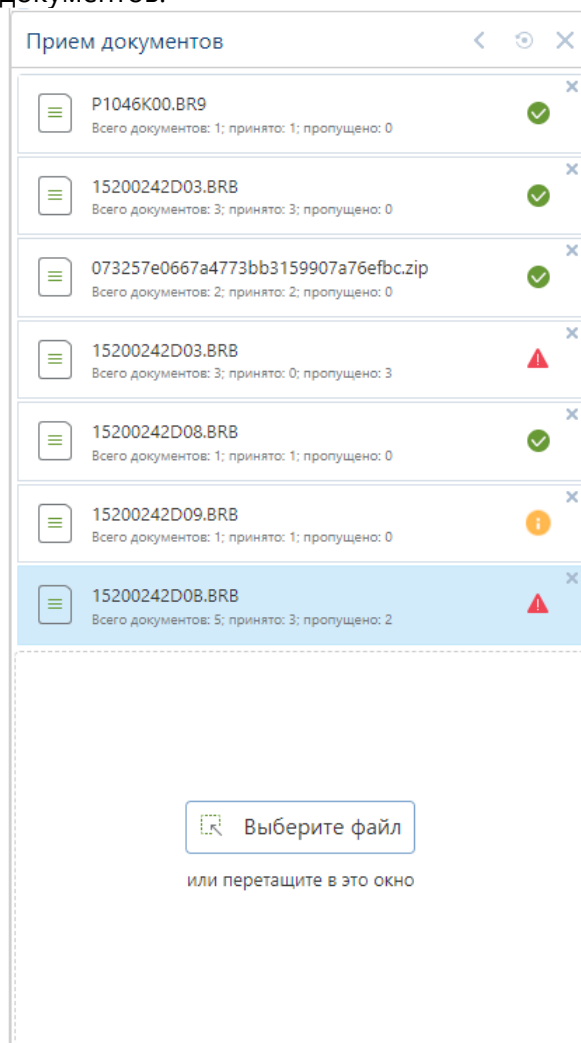 документов.
Прием документов
P1046K00.BR9
Всего документов: 1; принято: 1; пропущено: 0
15200242D03.BRB
Всего документов: 3; принято: 3; пропущено: 0
073257e0667a4773bb3159907a76efbc.zip
Всего документов: 2; принято: 2; пропущено: 0
15200242D03.BRB
Всего документов: 3; принято: 0; пропущено: 3
15200242D08.BRB
Всего документов: 1; принято: 1; пропущено: 0
15200242D09.BRB
Всего документов: 1; принято: 1; пропущено: 0
15200242D0B.BRB
Всего документов: 5; принято: 3; пропущено: 2
Выберите файл
или перетащите в это окно